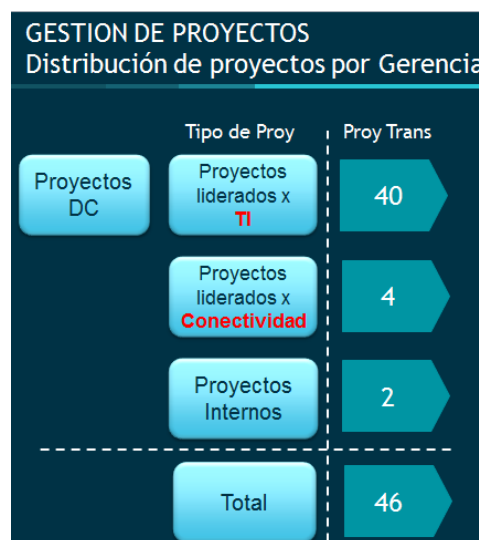 GESTION DE PROYECTOS
Distribución de proyectos por Gerencia
Tipo de Proy
Proy Trans
Proyectos
DC
Proyectos
liderados x
TI
40
Proyectos
liderados x
Conectividad
4
Proyectos
Internos
2
Total
46